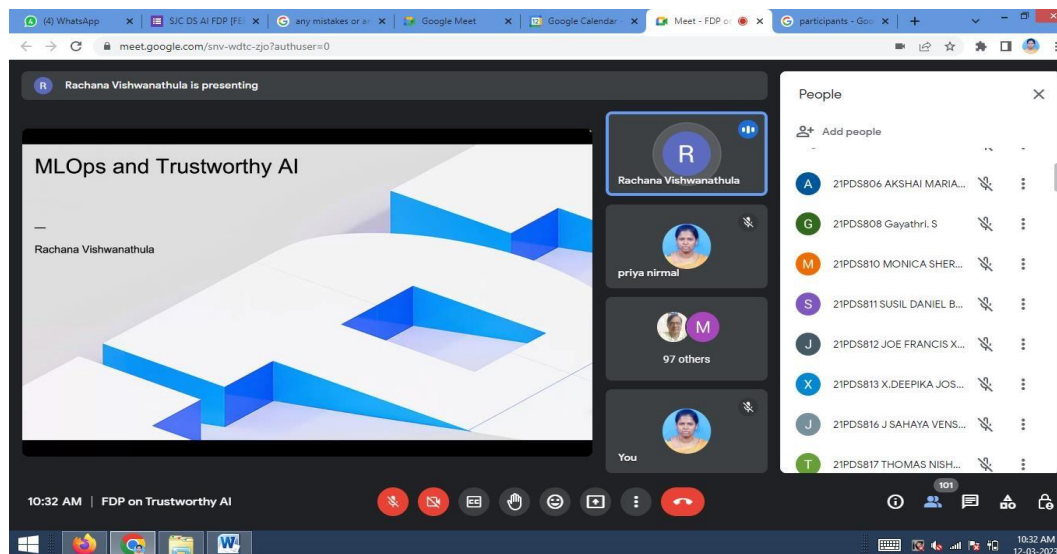 (4) WhatsApp
SJC DS AI FDP [FE
any mistakes or a
Google Meet
Google Calendar
Meet - FDP o
participants - Goo
meet.google.com/snv-wdtc-zjo?authuser=0
R Rachana Vishwanathula is presenting
MLOps and Trustworthy AI
Rachana Vishwanathula
R
Rachana Vishwanathula
priya nirmal
M
97 others
You
People
Add people
A 21PDS806 AKSHAI MARIA...
G 21PDS808 Gayathri. S
M 21PDS810 MONICA SHER...
S 21PDS811 SUSIL DANIEL B...
J 21PDS812 JOE FRANCIS X...
X 21PDS813 X.DEEPIKA JOS...
J 21PDS816 J SAHAYA VENS...
T 21PDS817 THOMAS NISH...
10:32 AM | FDP on Trustworthy AI
CC
101
10:32 AM
12-03-2023